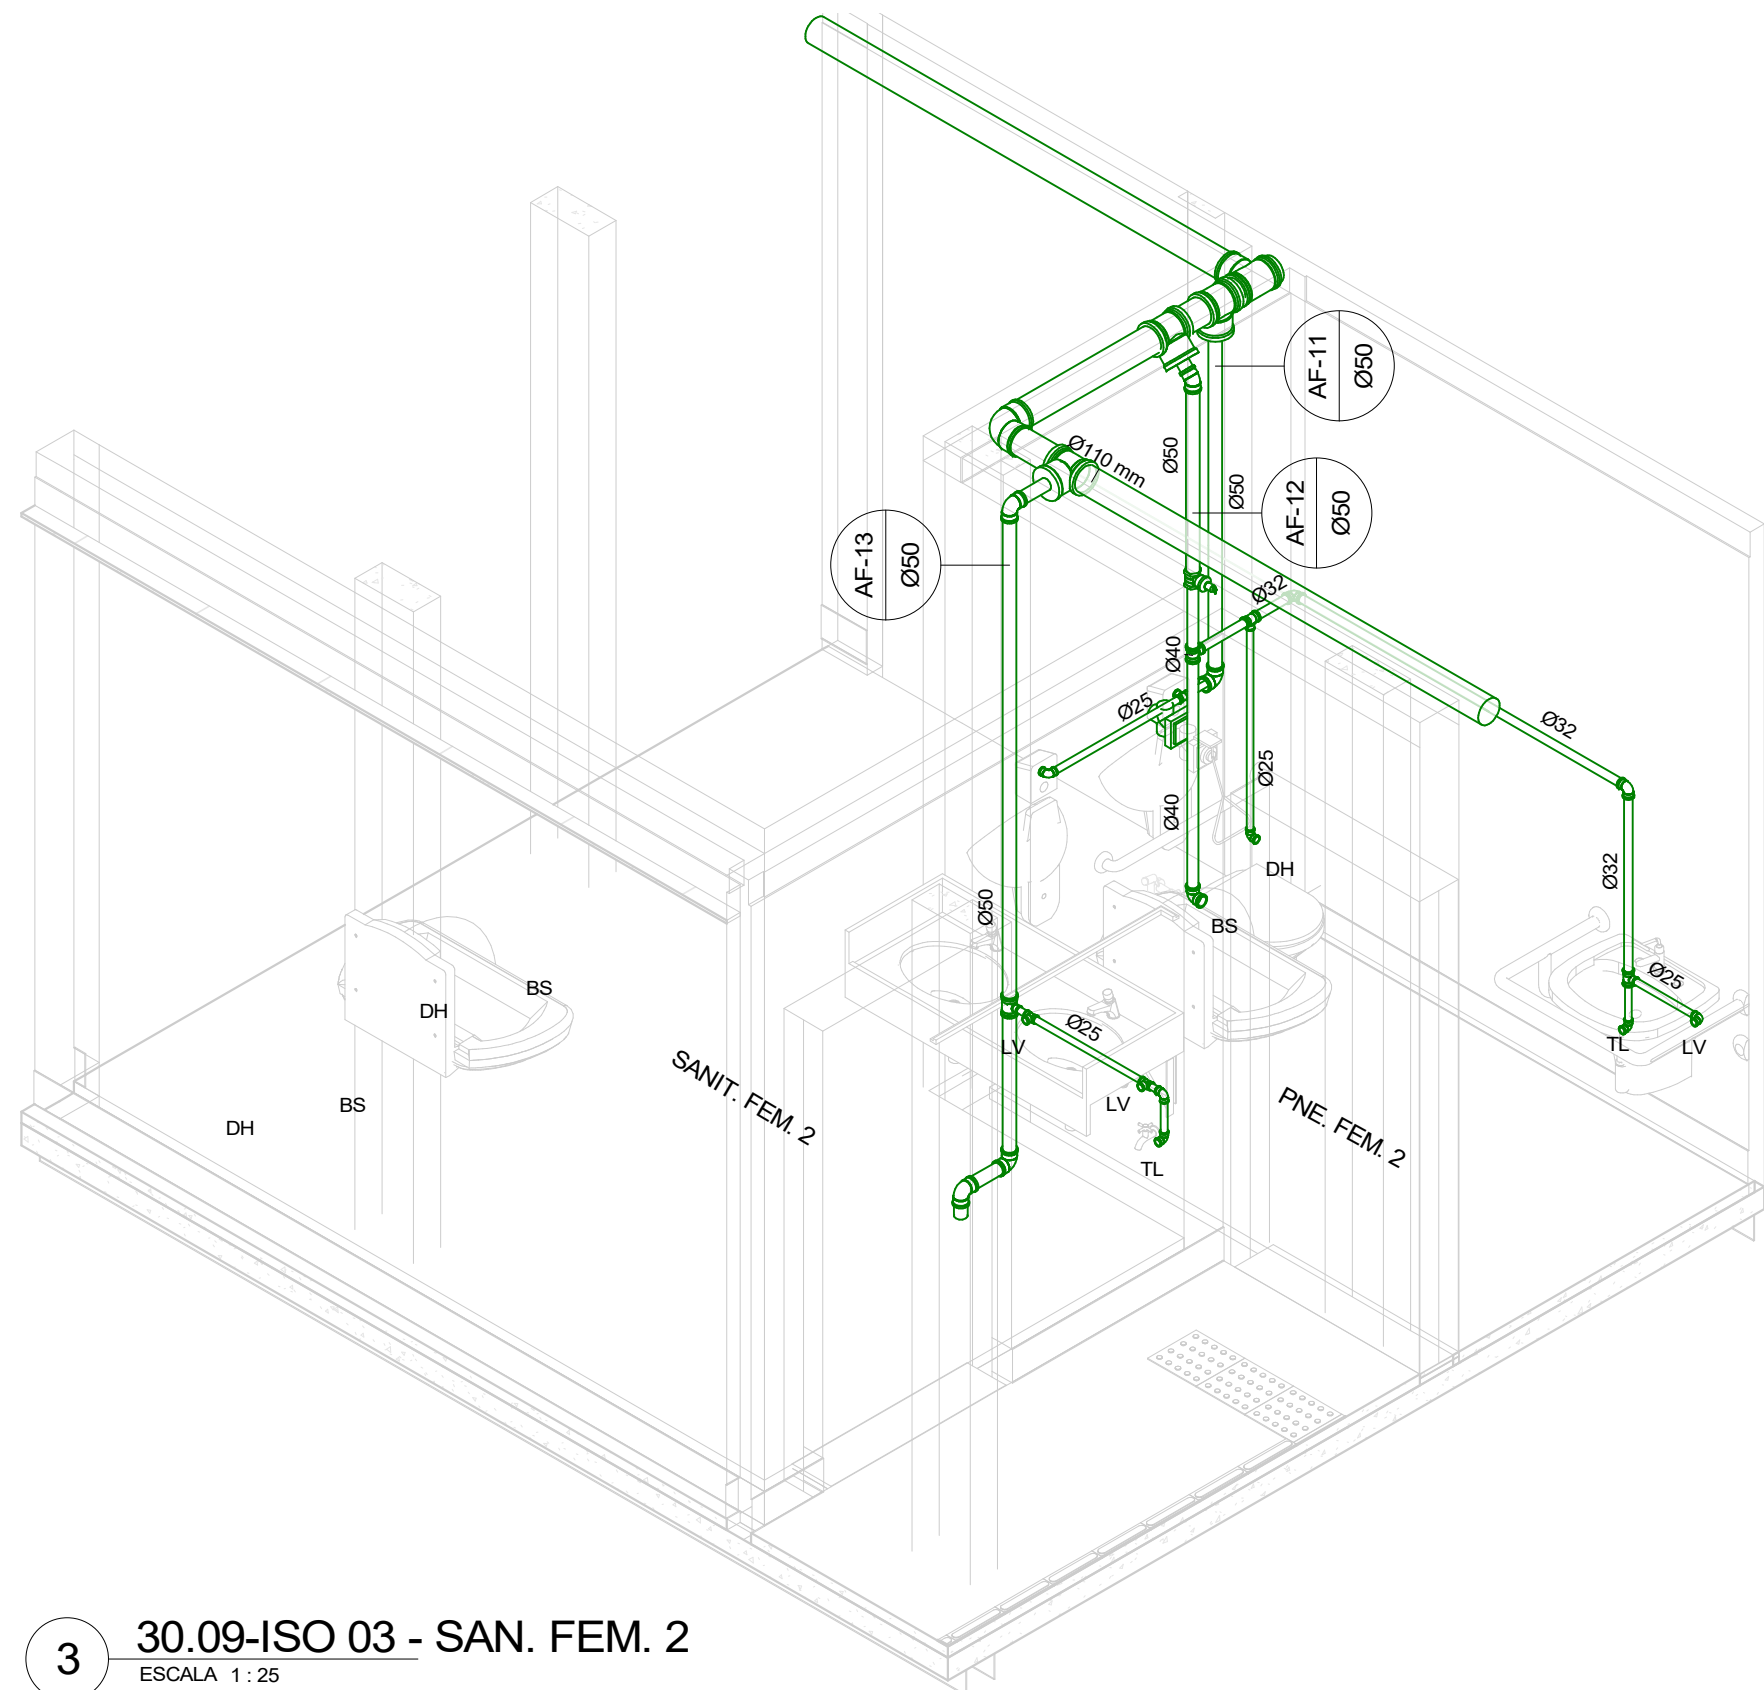 AF-11
Ø50
Ø110 mm
Ø50
Ø50
AF-12
Ø50
AF-13
Ø50
Ø32
Ø40
Ø25
Ø32
Ø25
Ø40
Ø32
DH
Ø50
BS
Ø25
BS
DH
Ø25
LV
TL
LV
SANIT. FEM. 2
LV
PNE. FEM. 2
BS
DH
TL
3
30.09-ISO 03 - SAN. FEM. 2
ESCALA 1 : 25